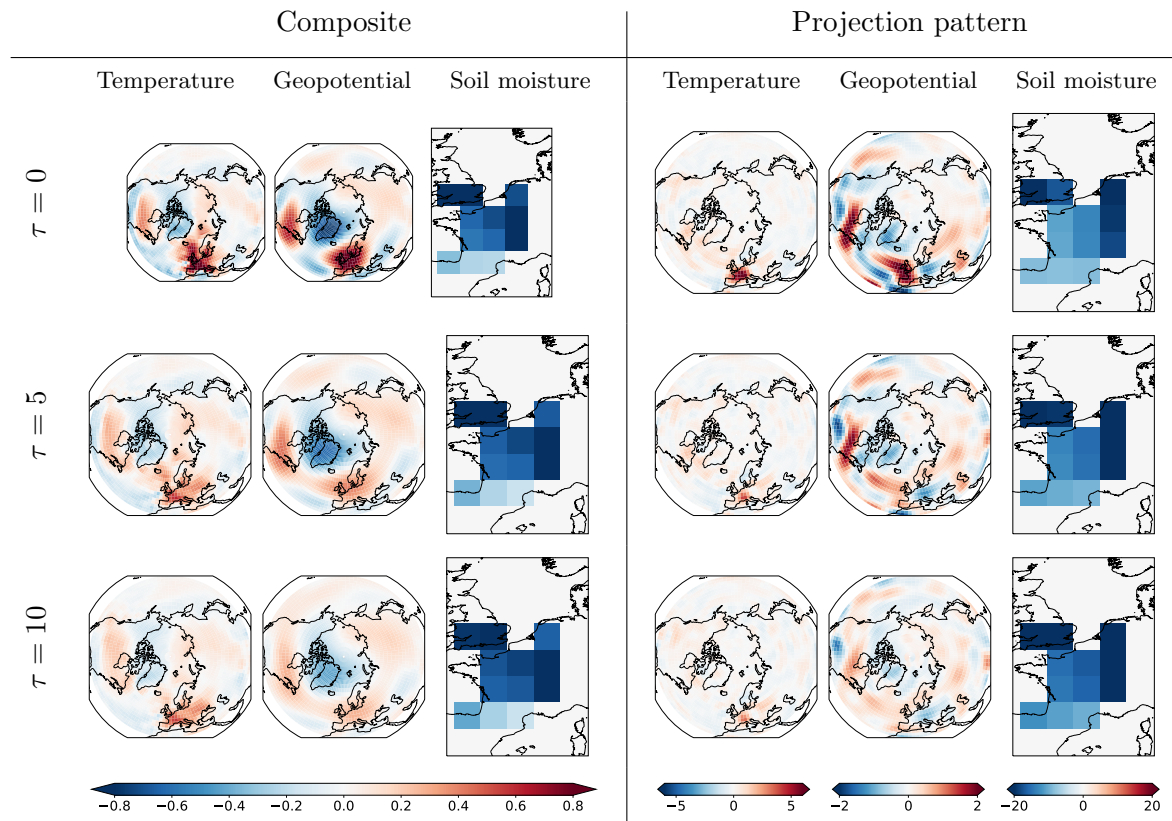 Composite Projection pattern
Temperature Geopotential Soil moisture Temperature Geopotential Soil moisture
τ = 0
τ = 5
τ = 10
−0.8 −0.6 −0.4 −0.2 0.0 0.2 0.4 0.6 0.8 −5 0 5 −2 0 2 −20 0 20